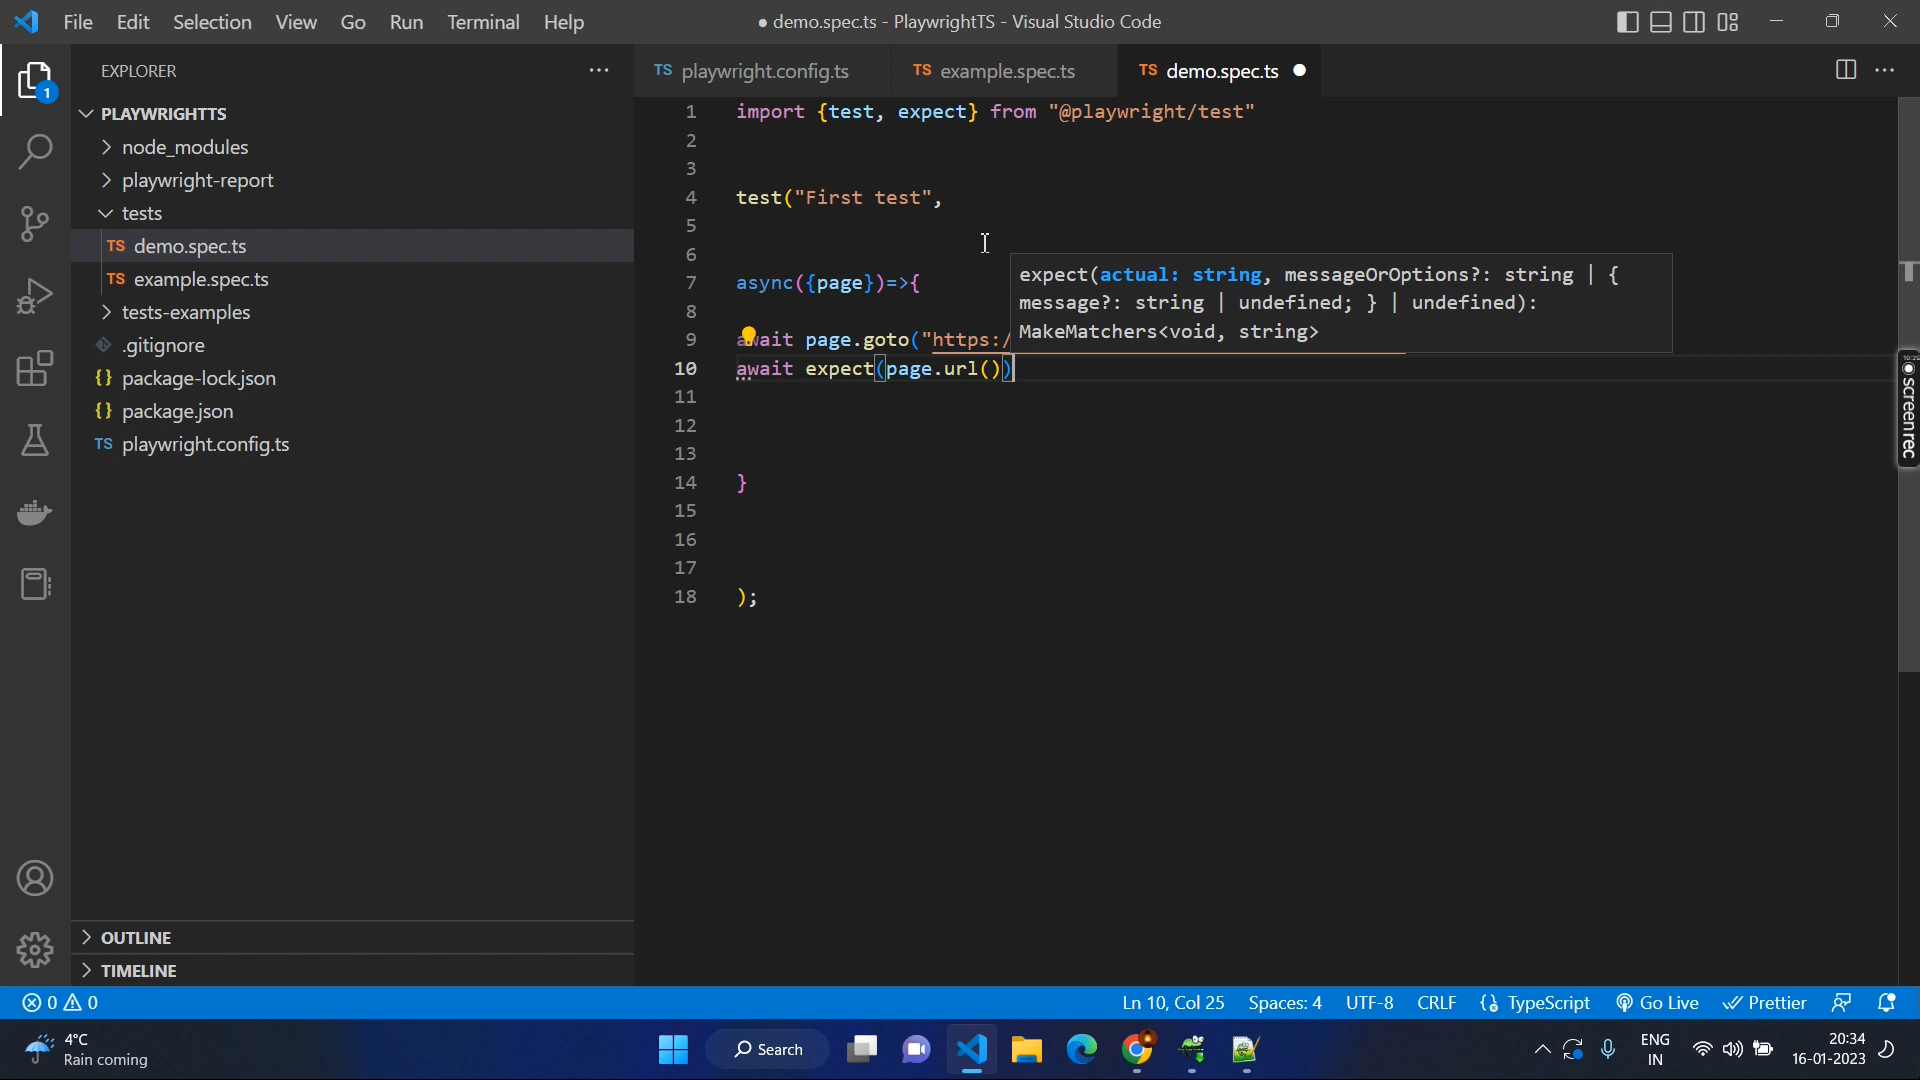 File Edit Selection View Go Run Terminal Help
● demo.spec.ts - PlaywrightTS - Visual Studio Code
EXPLORER
1
PLAYWRIGHTTS
node_modules
playwright-report
tests
TS demo.spec.ts
TS example.spec.ts
tests-examples
.gitignore
{} package-lock.json
{} package.json
TS playwright.config.ts
OUTLINE
TIMELINE
TS playwright.config.ts TS example.spec.ts TS demo.spec.ts ●
1 import {test, expect} from "@playwright/test"
2
3
4 test("First test",
5
6
7 async({page})=>{
8
9 await page.goto("https:/
10 await expect(page.url())
11
12
13
14 }
15
16
17
18 );
expect(actual: string, messageOrOptions?: string | {
message?: string | undefined; } | undefined):
MakeMatchers<void, string>
screenrec
0 0
Ln 10, Col 25 Spaces: 4 UTF-8 CRLF {} TypeScript Go Live Prettier
4°C
Rain coming
Search
ENG
IN
20:34
16-01-2023